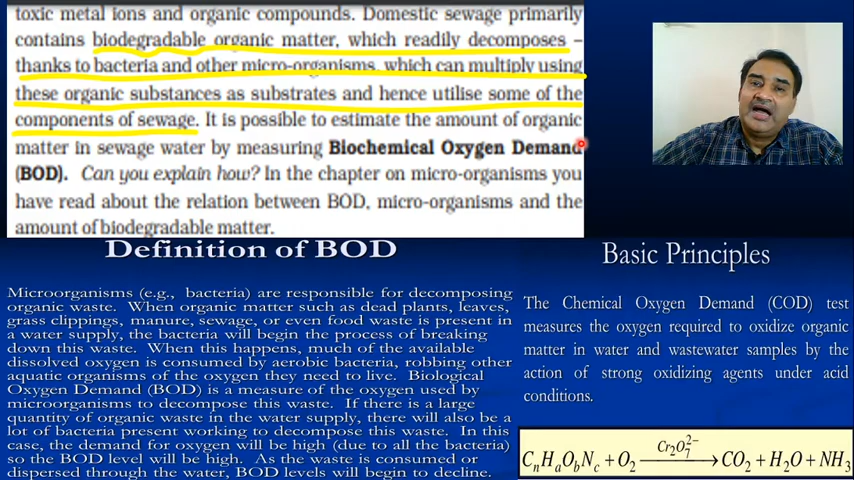 toxic metal ions and organic compounds. Domestic sewage primarily
contains biodegradable organic matter, which readily decomposes –
thanks to bacteria and other micro-organisms, which can multiply using
these organic substances as substrates and hence utilise some of the
components of sewage. It is possible to estimate the amount of organic
matter in sewage water by measuring Biochemical Oxygen Demand
(BOD). Can you explain how? In the chapter on micro-organisms you
have read about the relation between BOD, micro-organisms and the
amount of biodegradable matter.
Definition of BOD
Microorganisms (e.g., bacteria) are responsible for decomposing
organic waste. When organic matter such as dead plants, leaves,
grass clippings, manure, sewage, or even food waste is present in
a water supply, the bacteria will begin the process of breaking
down this waste. When this happens, much of the available
dissolved oxygen is consumed by aerobic bacteria, robbing other
aquatic organisms of the oxygen they need to live. Biological
Oxygen Demand (BOD) is a measure of the oxygen used by
microorganisms to decompose this waste. If there is a large
quantity of organic waste in the water supply, there will also be a
lot of bacteria present working to decompose this waste. In this
case, the demand for oxygen will be high (due to all the bacteria)
so the BOD level will be high. As the waste is consumed or
dispersed through the water, BOD levels will begin to decline.
Basic Principles
The Chemical Oxygen Demand (COD) test
measures the oxygen required to oxidize organic
matter in water and wastewater samples by the
action of strong oxidizing agents under acid
conditions.
CnHaObNc + O2 —Cr2O7^2-→ CO2 + H2O + NH3